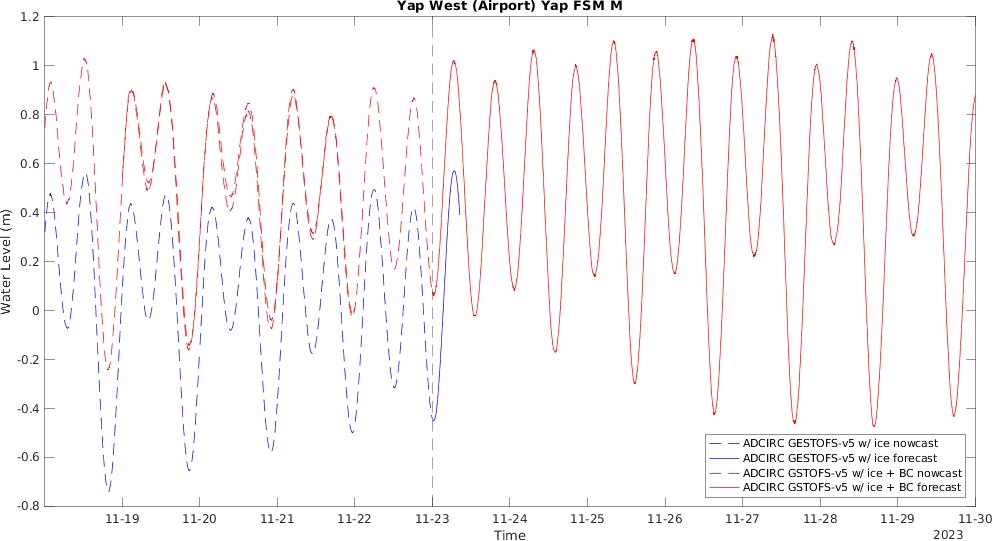 Yap West (Airport) Yap FSM M
Water Level (m)
1.2
1
0.8
0.6
0.4
0.2
0
-0.2
-0.4
-0.6
-0.8
ADCIRC GESTOFS-v5 w/ ice nowcast
ADCIRC GESTOFS-v5 w/ ice forecast
ADCIRC GSTOFS-v5 w/ ice + BC nowcast
ADCIRC GSTOFS-v5 w/ ice + BC forecast
11-19 11-20 11-21 11-22 11-23 11-24 11-25 11-26 11-27 11-28 11-29 11-30
Time
2023